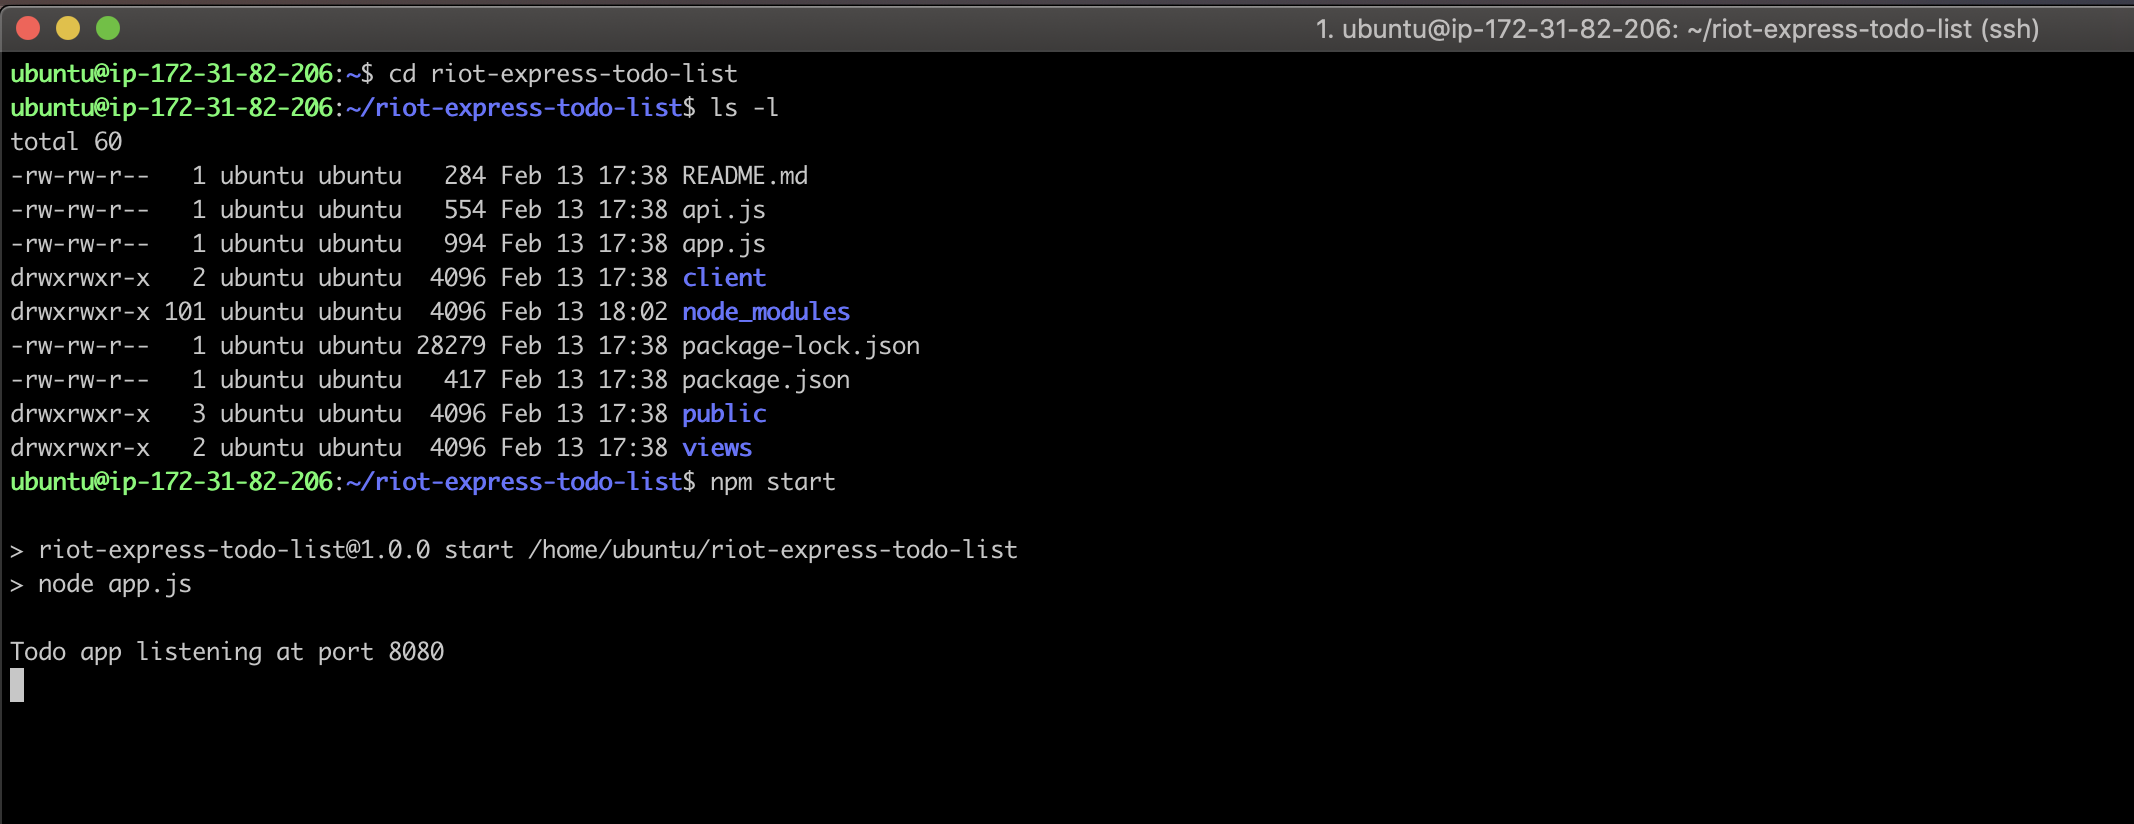 1. ubuntu@ip-172-31-82-206: ~/riot-express-todo-list (ssh)
ubuntu@ip-172-31-82-206:~$ cd riot-express-todo-list
ubuntu@ip-172-31-82-206:~/riot-express-todo-list$ ls -l
total 60
-rw-rw-r--   1 ubuntu ubuntu   284 Feb 13 17:38 README.md
-rw-rw-r--   1 ubuntu ubuntu   554 Feb 13 17:38 api.js
-rw-rw-r--   1 ubuntu ubuntu   994 Feb 13 17:38 app.js
drwxrwxr-x   2 ubuntu ubuntu  4096 Feb 13 17:38 client
drwxrwxr-x 101 ubuntu ubuntu  4096 Feb 13 18:02 node_modules
-rw-rw-r--   1 ubuntu ubuntu 28279 Feb 13 17:38 package-lock.json
-rw-rw-r--   1 ubuntu ubuntu   417 Feb 13 17:38 package.json
drwxrwxr-x   3 ubuntu ubuntu  4096 Feb 13 17:38 public
drwxrwxr-x   2 ubuntu ubuntu  4096 Feb 13 17:38 views
ubuntu@ip-172-31-82-206:~/riot-express-todo-list$ npm start
> riot-express-todo-list@1.0.0 start /home/ubuntu/riot-express-todo-list
> node app.js
Todo app listening at port 8080